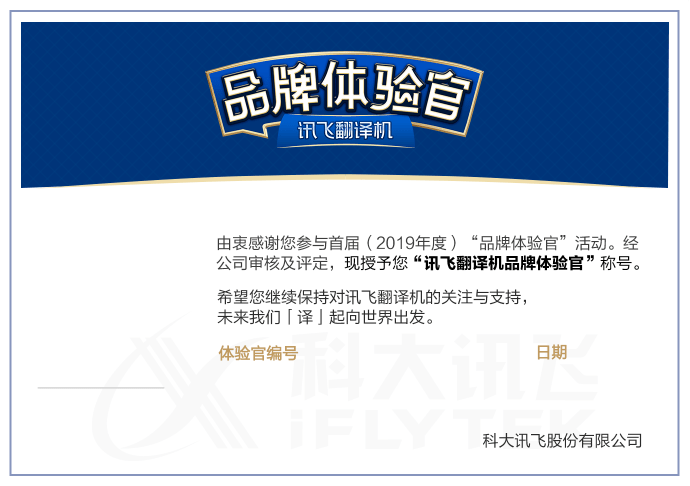 品牌体验官
讯飞翻译机
由衷感谢您参与首届（2019年度）“品牌体验官”活动。经
公司审核及评定，现授予您“讯飞翻译机品牌体验官”称号。
希望您继续保持对讯飞翻译机的关注与支持，
未来我们「译」起向世界出发。
体验官编号
日期
科大讯飞
iFLYTEK
科大讯飞股份有限公司